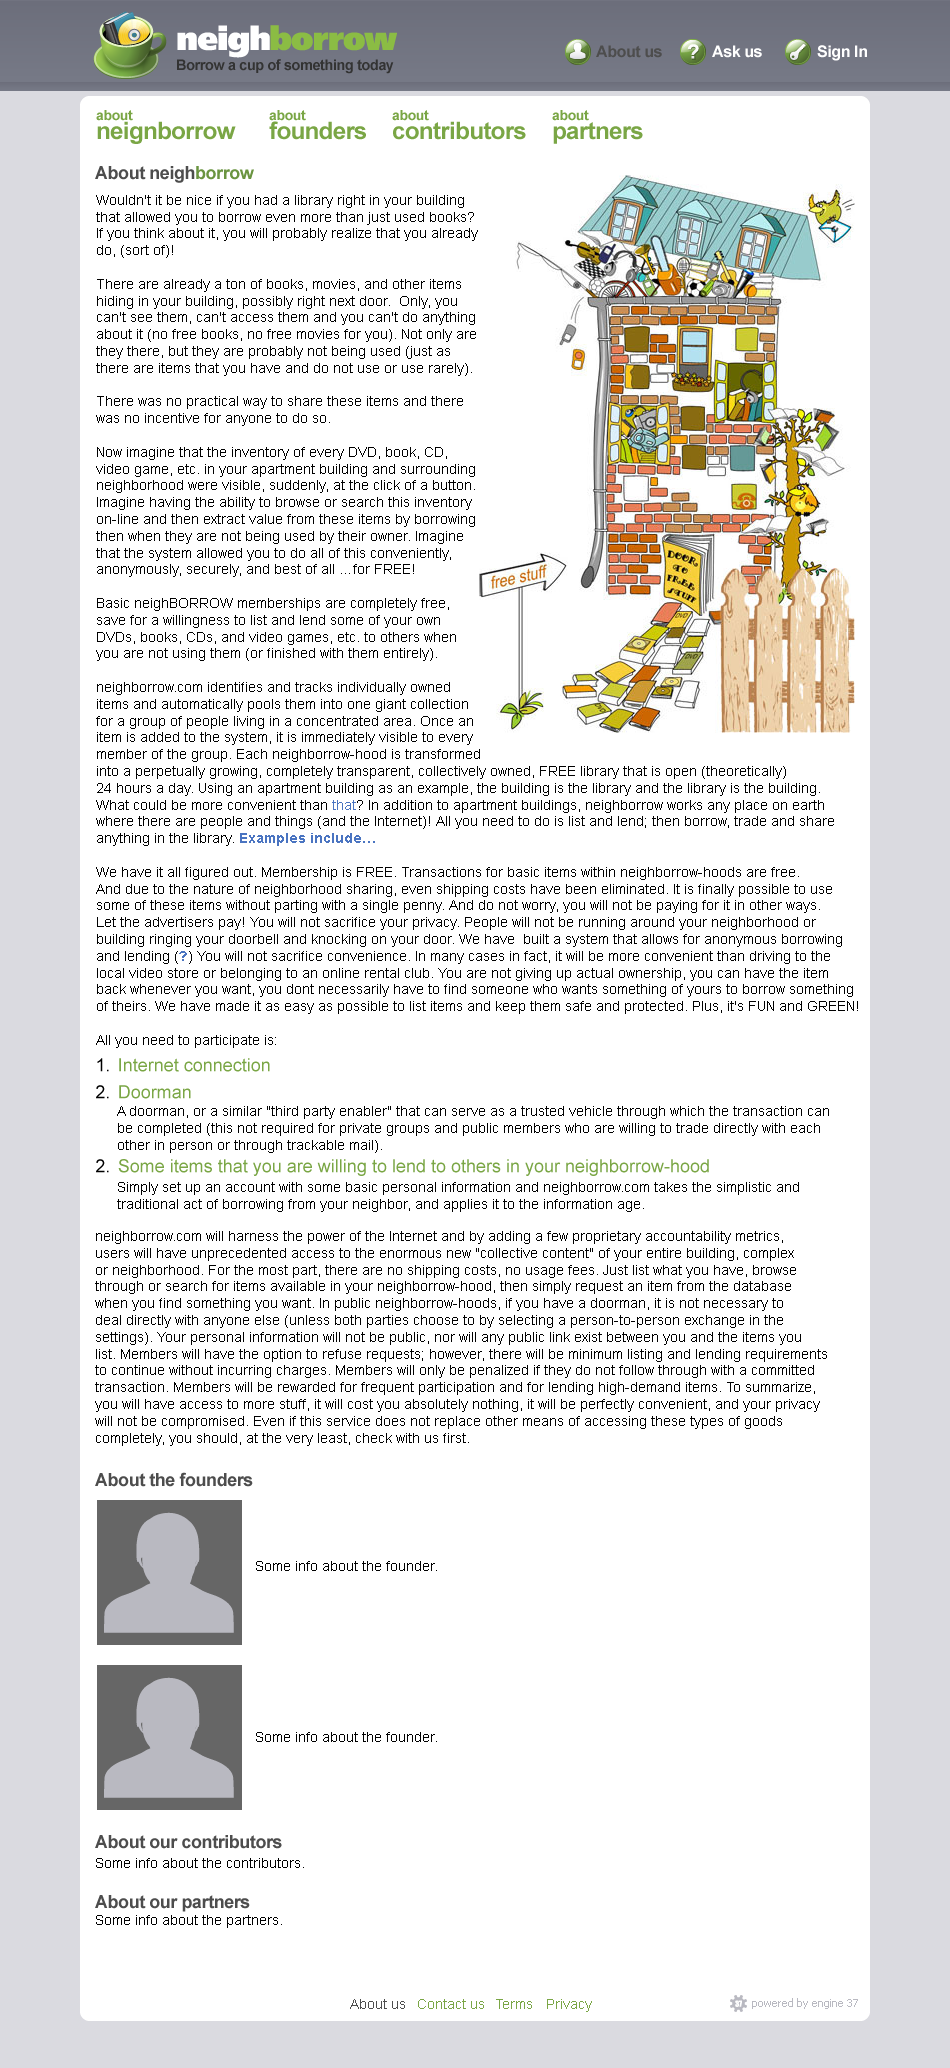 neighborrow
Borrow a cup of something today
About us
Ask us
Sign In
about
neignborrow
about
founders
about
contributors
about
partners
About neighborrow
Wouldn't it be nice if you had a library right in your building
that allowed you to borrow even more than just used books?
If you think about it, you will probably realize that you already
do, (sort of)!
There are already a ton of books, movies, and other items
hiding in your building, possibly right next door.  Only, you
can't see them, can't access them and you can't do anything
about it (no free books, no free movies for you). Not only are
they there, but they are probably not being used (just as
there are items that you have and do not use or use rarely).
There was no practical way to share these items and there
was no incentive for anyone to do so.
Now imagine that the inventory of every DVD, book, CD,
video game, etc. in your apartment building and surrounding
neighborhood were visible, suddenly, at the click of a button.
Imagine having the ability to browse or search this inventory
on-line and then extract value from these items by borrowing
then when they are not being used by their owner. Imagine
that the system allowed you to do all of this conveniently,
anonymously, securely, and best of all ...for FREE!
free stuff
DOOR
TO
FREE
STUFF
DVD
DVD
Basic neighBORROW memberships are completely free,
save for a willingness to list and lend some of your own
DVDs, books, CDs, and video games, etc. to others when
you are not using them (or finished with them entirely).
neighborrow.com identifies and tracks individually owned
items and automatically pools them into one giant collection
for a group of people living in a concentrated area. Once an
item is added to the system, it is immediately visible to every
member of the group. Each neighborrow-hood is transformed
into a perpetually growing, completely transparent, collectively owned, FREE library that is open (theoretically)
24 hours a day. Using an apartment building as an example, the building is the library and the library is the building.
What could be more convenient than that? In addition to apartment buildings, neighborrow works any place on earth
where there are people and things (and the Internet)! All you need to do is list and lend; then borrow, trade and share
anything in the library. Examples include...
We have it all figured out. Membership is FREE. Transactions for basic items within neighborrow-hoods are free.
And due to the nature of neighborhood sharing, even shipping costs have been eliminated. It is finally possible to use
some of these items without parting with a single penny. And do not worry, you will not be paying for it in other ways.
Let the advertisers pay! You will not sacrifice your privacy. People will not be running around your neighborhood or
building ringing your doorbell and knocking on your door. We have  built a system that allows for anonymous borrowing
and lending (?) You will not sacrifice convenience. In many cases in fact, it will be more convenient than driving to the
local video store or belonging to an online rental club. You are not giving up actual ownership, you can have the item
back whenever you want, you dont necessarily have to find someone who wants something of yours to borrow something
of theirs. We have made it as easy as possible to list items and keep them safe and protected. Plus, it's FUN and GREEN!
All you need to participate is:
1. Internet connection
2. Doorman
A doorman, or a similar "third party enabler" that can serve as a trusted vehicle through which the transaction can
be completed (this not required for private groups and public members who are willing to trade directly with each
other in person or through trackable mail).
2. Some items that you are willing to lend to others in your neighborrow-hood
Simply set up an account with some basic personal information and neighborrow.com takes the simplistic and
traditional act of borrowing from your neighbor, and applies it to the information age.
neighborrow.com will harness the power of the Internet and by adding a few proprietary accountability metrics,
users will have unprecedented access to the enormous new "collective content" of your entire building, complex
or neighborhood. For the most part, there are no shipping costs, no usage fees. Just list what you have, browse
through or search for items available in your neighborrow-hood, then simply request an item from the database
when you find something you want. In public neighborrow-hoods, if you have a doorman, it is not necessary to
deal directly with anyone else (unless both parties choose to by selecting a person-to-person exchange in the
settings). Your personal information will not be public, nor will any public link exist between you and the items you
list. Members will have the option to refuse requests; however, there will be minimum listing and lending requirements
to continue without incurring charges. Members will only be penalized if they do not follow through with a committed
transaction. Members will be rewarded for frequent participation and for lending high-demand items. To summarize,
you will have access to more stuff, it will cost you absolutely nothing, it will be perfectly convenient, and your privacy
will not be compromised. Even if this service does not replace other means of accessing these types of goods
completely, you should, at the very least, check with us first.
About the founders
Some info about the founder.
Some info about the founder.
About our contributors
Some info about the contributors.
About our partners
Some info about the partners.
About us
Contact us
Terms
Privacy
37
powered by engine 37